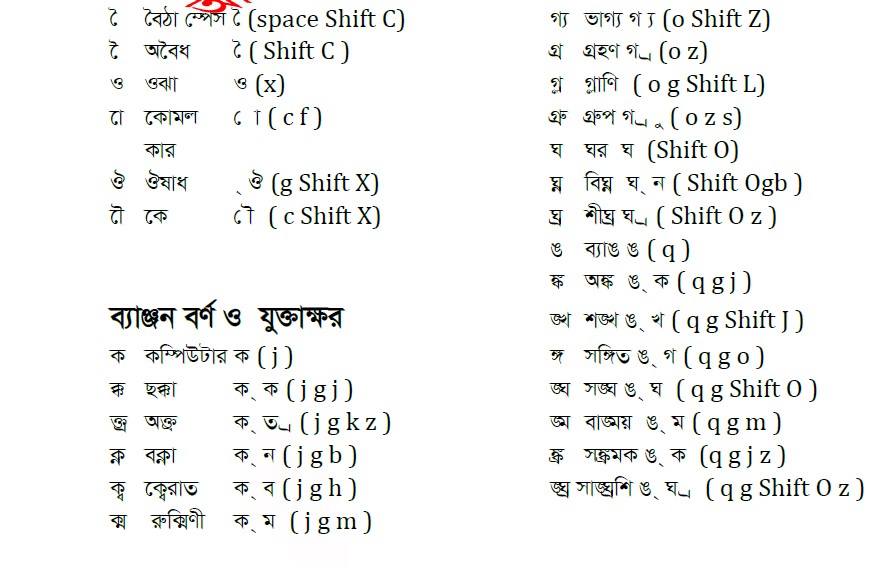 ৈ বৈঠা স্পেস ৈ (space Shift C)
ৈ অবৈধ ৈ ( Shift C )
ও ওঝা ও (x)
ো কোমল ে া ( c f )
কার
ঔ ঔষাধ ্ ঔ (g Shift X)
ৌ কে ৌ ( c Shift X)
ব্যাঞ্জন বর্ণ ও যুক্তাক্ষর
ক কম্পিউটার ক ( j )
ক্ক ছক্কা ক্ ক ( j g j )
ক্ত্র অক্ত্র ক্ ত্র ( j g k z )
ক্ন বক্না ক্ ন ( j g b )
ক্ব ক্বেরাত ক্ ব ( j g h )
ক্ম রুক্মিণী ক্ ম ( j g m )
গ্য ভাগ্য গ ্য (o Shift Z)
গ্র গ্রহণ গ ্র (o z)
গ্ল গ্লাণি ( o g Shift L)
গ্রু গ্রুপ গ ্র ু ( o z s)
ঘ ঘর ঘ (Shift O)
ঘ্ন বিঘ্ন ঘ্ ন ( Shift Ogb )
ঘ্র শীঘ্র ঘ ্র ( Shift O z )
ঙ ব্যাঙ ঙ ( q )
ঙ্ক অঙ্ক ঙ্ ক ( q g j )
ঙ্খ শঙ্খ ঙ্ খ ( q g Shift J )
ঙ্গ সঙ্গিত ঙ্ গ ( q g o )
ঙ্ঘ সঙ্ঘ ঙ্ ঘ ( q g Shift O )
ঙ্ম বাঙ্ময় ঙ্ ম ( q g m )
ঙ্ক্র সঙ্ক্রমক ঙ্ ক (q g j z )
ঙ্ঘ্র সাঙ্ঘ্রশি ঙ্ ঘ ্র ( q g Shift O z )